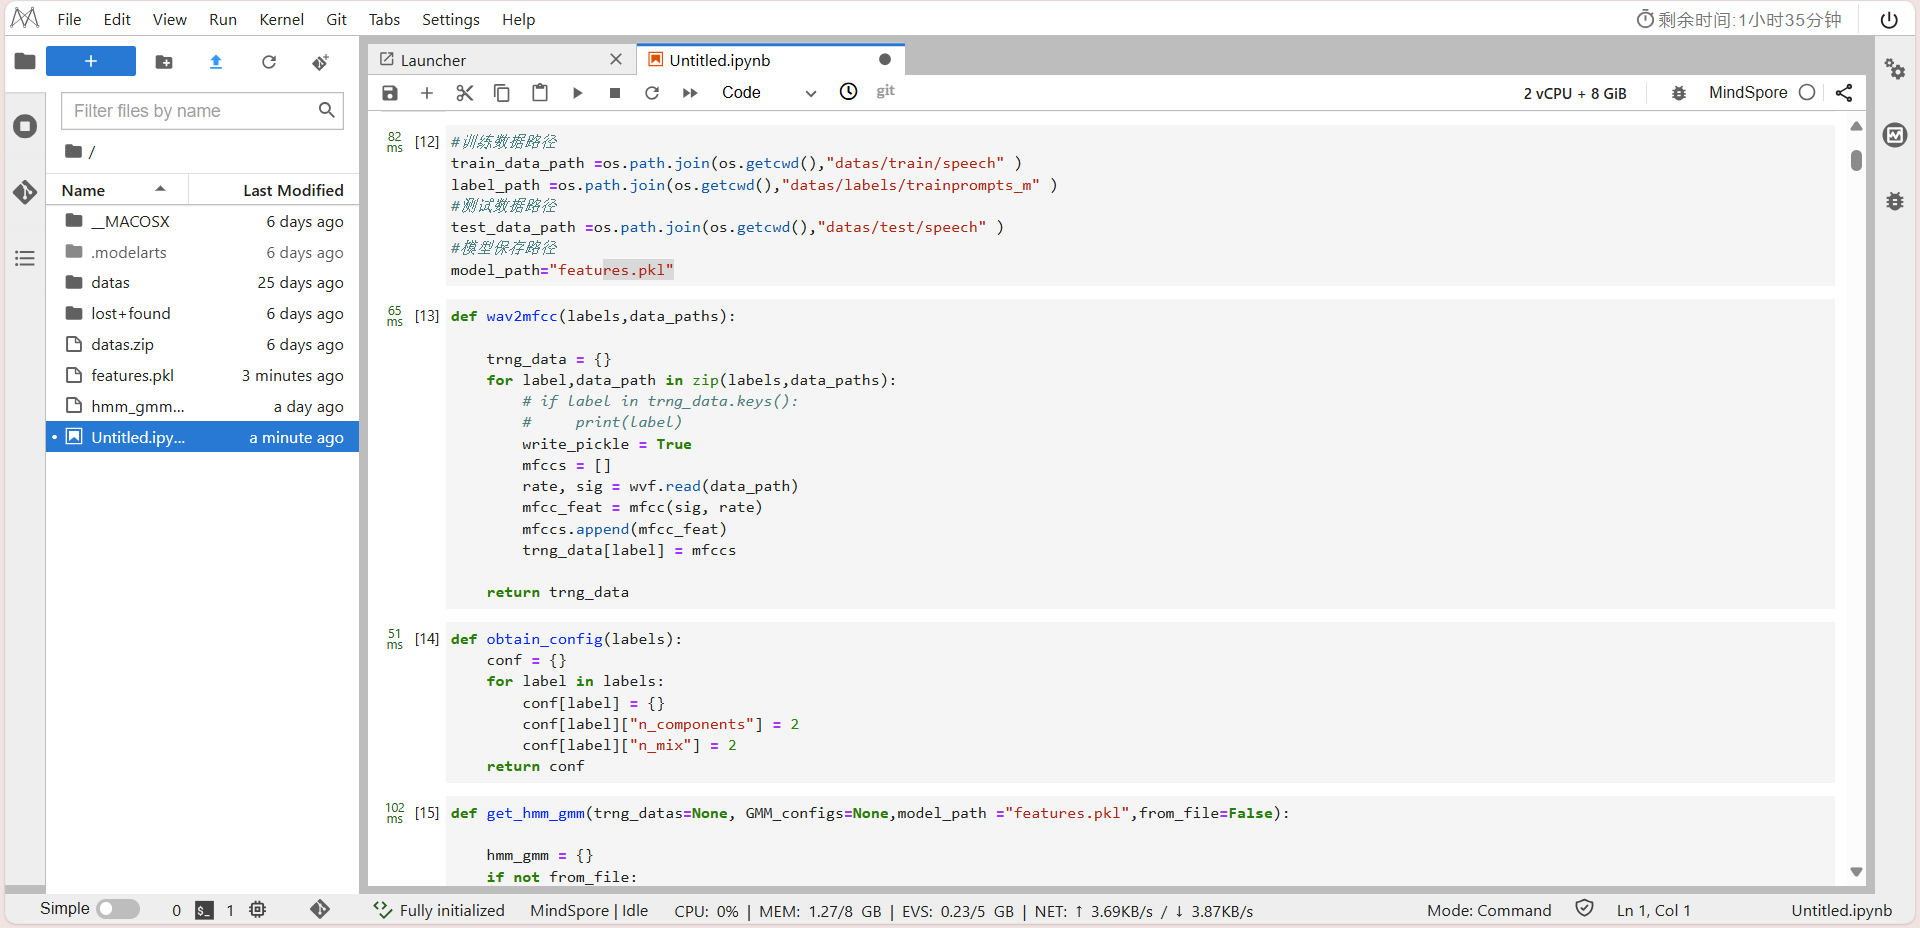 File Edit View Run Kernel Git Tabs Settings Help 剩余时间:1小时35分钟
+
Filter files by name
/
Name Last Modified
__MACOSX 6 days ago
.modelarts 6 days ago
datas 25 days ago
lost+found 6 days ago
datas.zip 6 days ago
features.pkl 3 minutes ago
hmm_gmm... a day ago
Untitled.ipy... a minute ago
Launcher
Untitled.ipynb
Code git 2 vCPU + 8 GiB MindSpore
82 ms [12]
#训练数据路径
train_data_path =os.path.join(os.getcwd(),"datas/train/speech" )
label_path =os.path.join(os.getcwd(),"datas/labels/trainprompts_m" )
#测试数据路径
test_data_path =os.path.join(os.getcwd(),"datas/test/speech" )
#模型保存路径
model_path="features.pkl"
65 ms [13]
def wav2mfcc(labels,data_paths):
    trng_data = {}
    for label,data_path in zip(labels,data_paths):
        # if label in trng_data.keys():
        #     print(label)
        write_pickle = True
        mfccs = []
        rate, sig = wvf.read(data_path)
        mfcc_feat = mfcc(sig, rate)
        mfccs.append(mfcc_feat)
        trng_data[label] = mfccs
    return trng_data
51 ms [14]
def obtain_config(labels):
    conf = {}
    for label in labels:
        conf[label] = {}
        conf[label]["n_components"] = 2
        conf[label]["n_mix"] = 2
    return conf
102 ms [15]
def get_hmm_gmm(trng_datas=None, GMM_configs=None,model_path ="features.pkl",from_file=False):
    hmm_gmm = {}
    if not from_file:
Simple 0 $_ 1 Fully initialized MindSpore | Idle CPU: 0% | MEM: 1.27/8 GB | EVS: 0.23/5 GB | NET: ↑ 3.69KB/s / ↓ 3.87KB/s Mode: Command Ln 1, Col 1 Untitled.ipynb